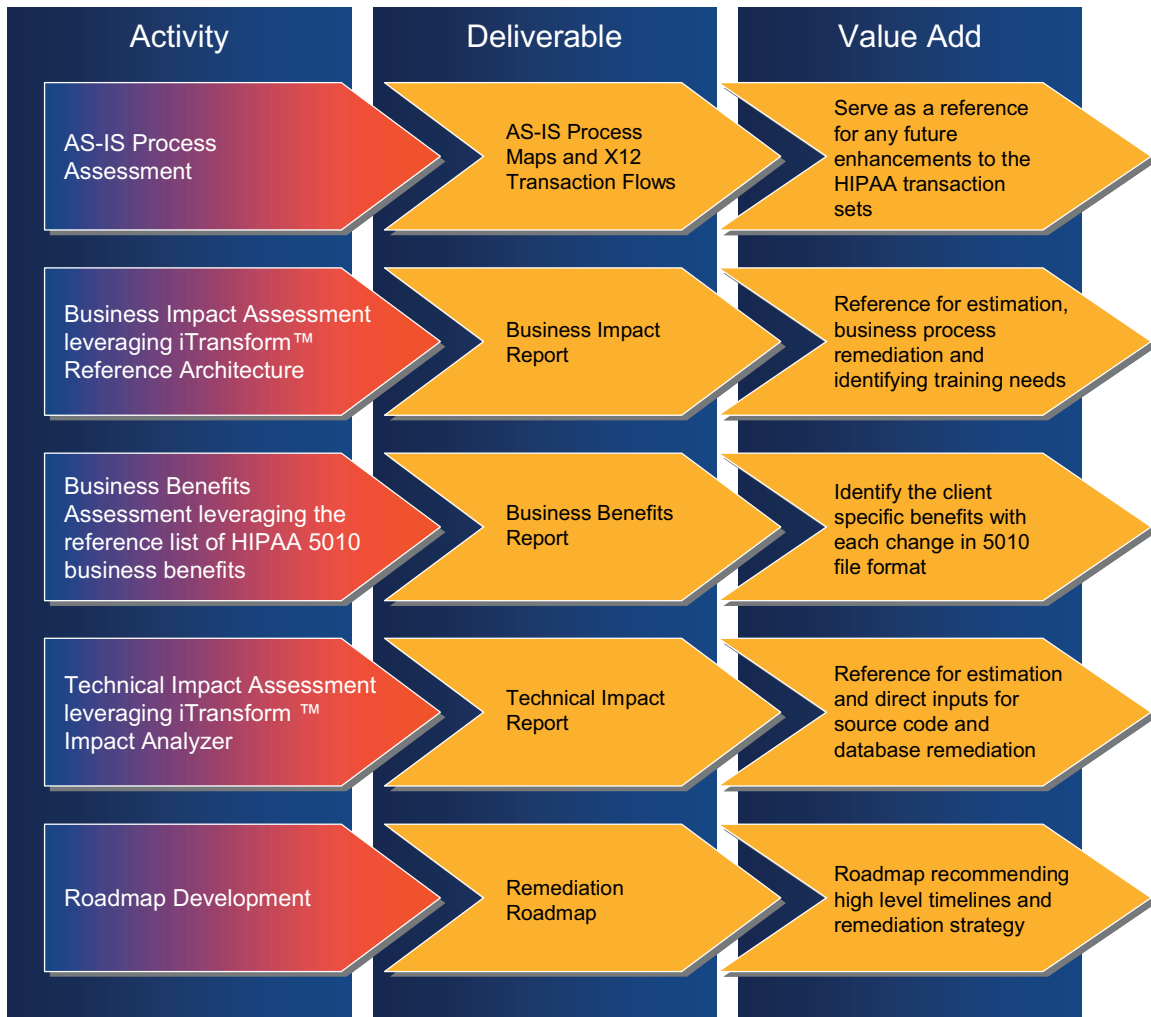 Activity
Deliverable
Value Add
AS-IS Process
Assessment
AS-IS Process
Maps and X12
Transaction Flows
Serve as a reference
for any future
enhancements to the
HIPAA transaction
sets
Business Impact Assessment
leveraging iTransform™
Reference Architecture
Business Impact
Report
Reference for estimation,
business process
remediation and
identifying training needs
Business Benefits
Assessment leveraging the
reference list of HIPAA 5010
business benefits
Business Benefits
Report
Identify the client
specific benefits with
each change in 5010
file format
Technical Impact Assessment
leveraging iTransform ™
Impact Analyzer
Technical Impact
Report
Reference for estimation
and direct inputs for
source code and
database remediation
Roadmap Development
Remediation
Roadmap
Roadmap recommending
high level timelines and
remediation strategy